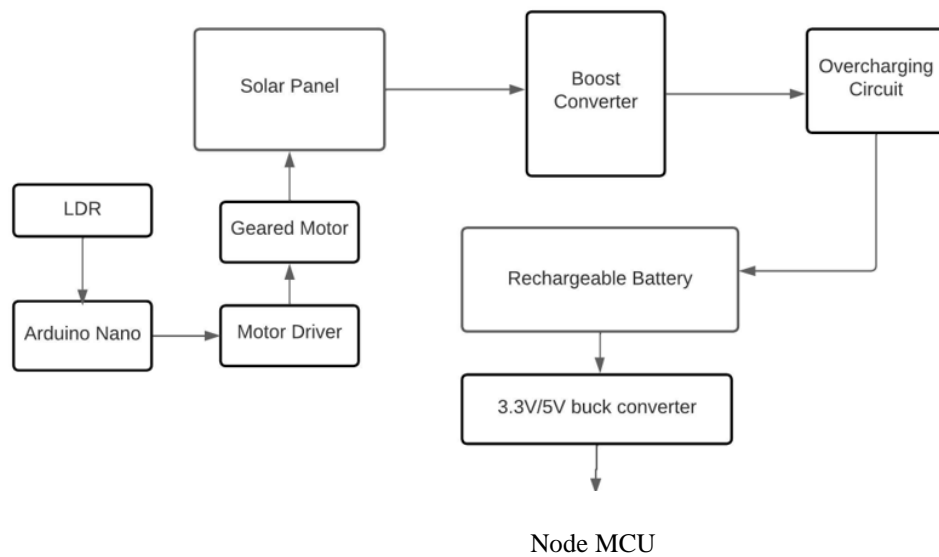 Solar Panel
Boost
Converter
Overcharging
Circuit
LDR
Geared Motor
Rechargeable Battery
Arduino Nano
Motor Driver
3.3V/5V buck converter
Node MCU